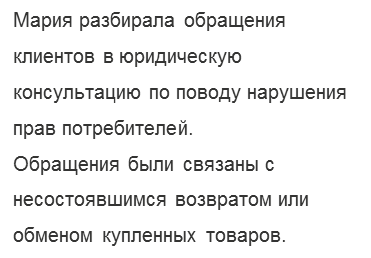 Мария разбирала обращения
клиентов в юридическую
консультацию по поводу нарушения
прав потребителей.
Обращения были связаны с
несостоявшимся возвратом или
обменом купленных товаров.